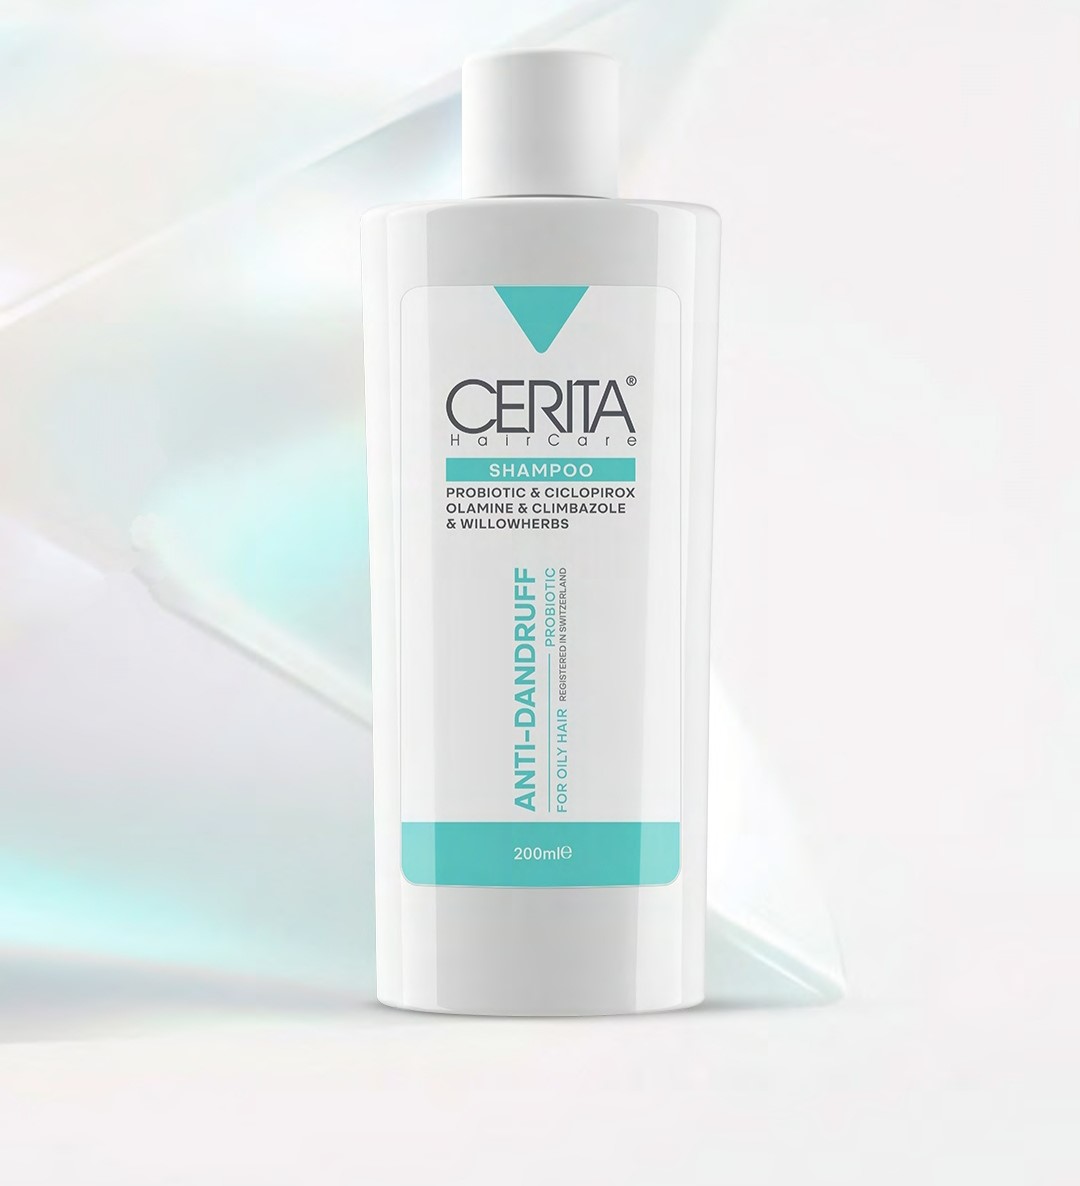 CERITA®
HairCare
SHAMPOO
PROBIOTIC & CICLOPIROX
OLAMINE & CLIMBAZOLE
& WILLOWHERBS
ANTI-DANDRUFF
PROBIOTIC
FOR OILY HAIR
REGISTERED IN SWITZERLAND
200ml℮